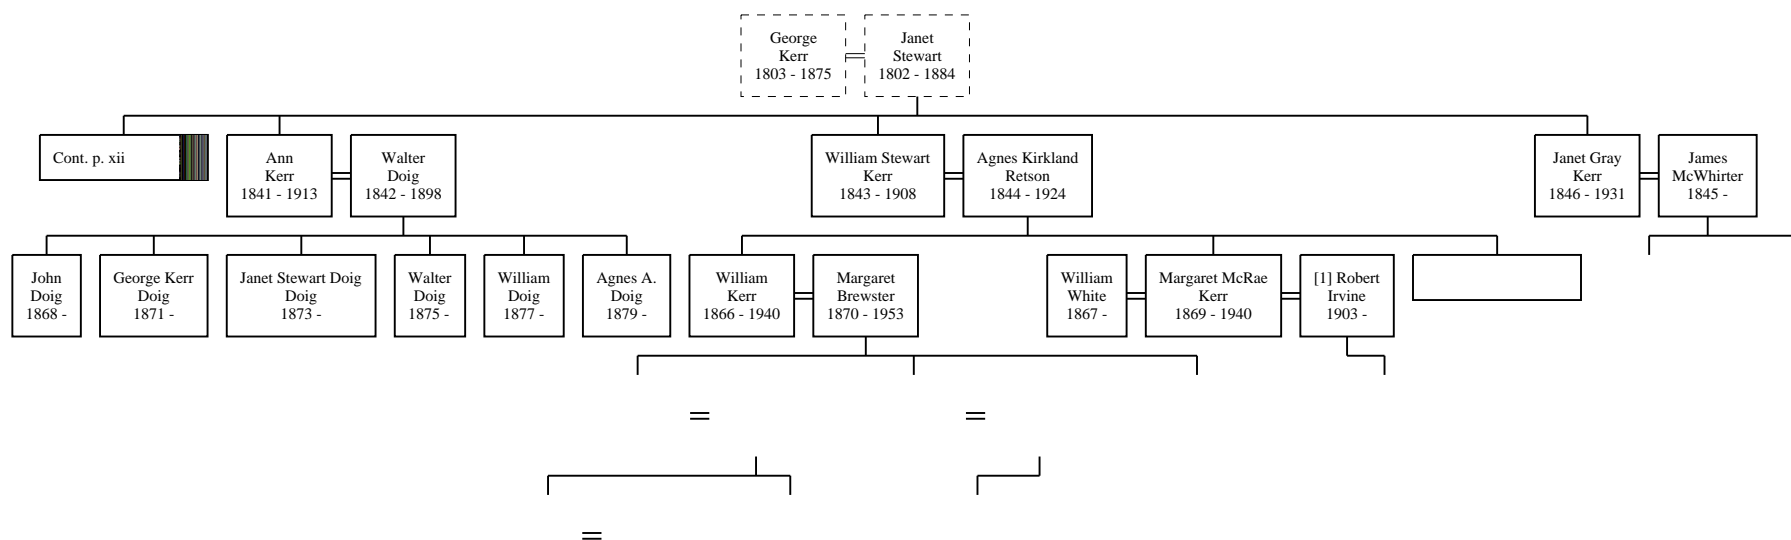 George
Kerr
1803 - 1875
Janet
Stewart
1802 - 1884
Cont. p. xii
Ann
Kerr
1841 - 1913
Walter
Doig
1842 - 1898
William Stewart
Kerr
1843 - 1908
Agnes Kirkland
Retson
1844 - 1924
Janet Gray
Kerr
1846 - 1931
James
McWhirter
1845 -
John
Doig
1868 -
George Kerr
Doig
1871 -
Janet Stewart Doig
Doig
1873 -
Walter
Doig
1875 -
William
Doig
1877 -
Agnes A.
Doig
1879 -
William
Kerr
1866 - 1940
Margaret
Brewster
1870 - 1953
William
White
1867 -
Margaret McRae
Kerr
1869 - 1940
[1] Robert
Irvine
1903 -